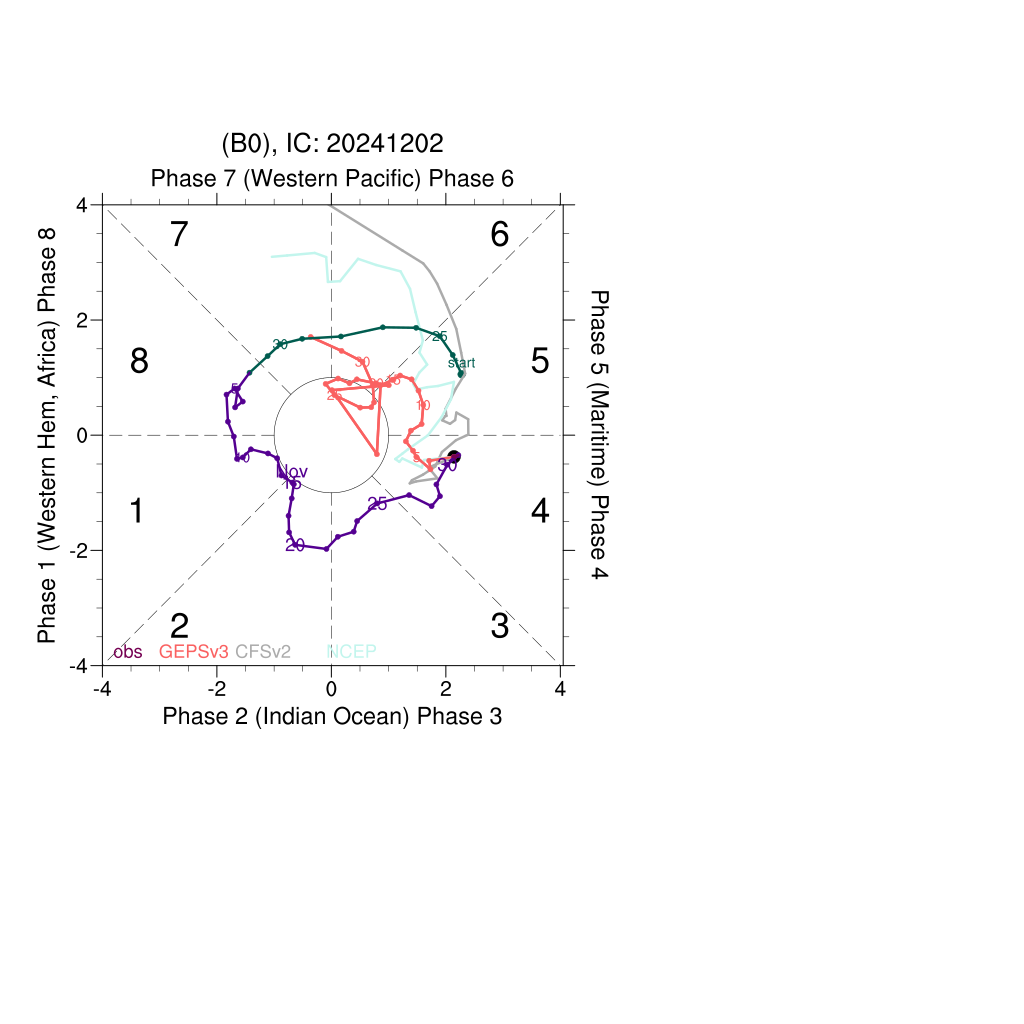 (B0), IC: 20241202
Phase 7 (Western Pacific) Phase 6
Phase 1 (Western Hem, Africa) Phase 8
Phase 5 (Maritime) Phase 4
4
2
0
-2
-4
7
6
8
5
1
4
2
3
30
25
start
30
5
10
5
30
Nov
15
25
20
obs GEPSv3 CFSv2 NCEP
-4 -2 0 2 4
Phase 2 (Indian Ocean) Phase 3